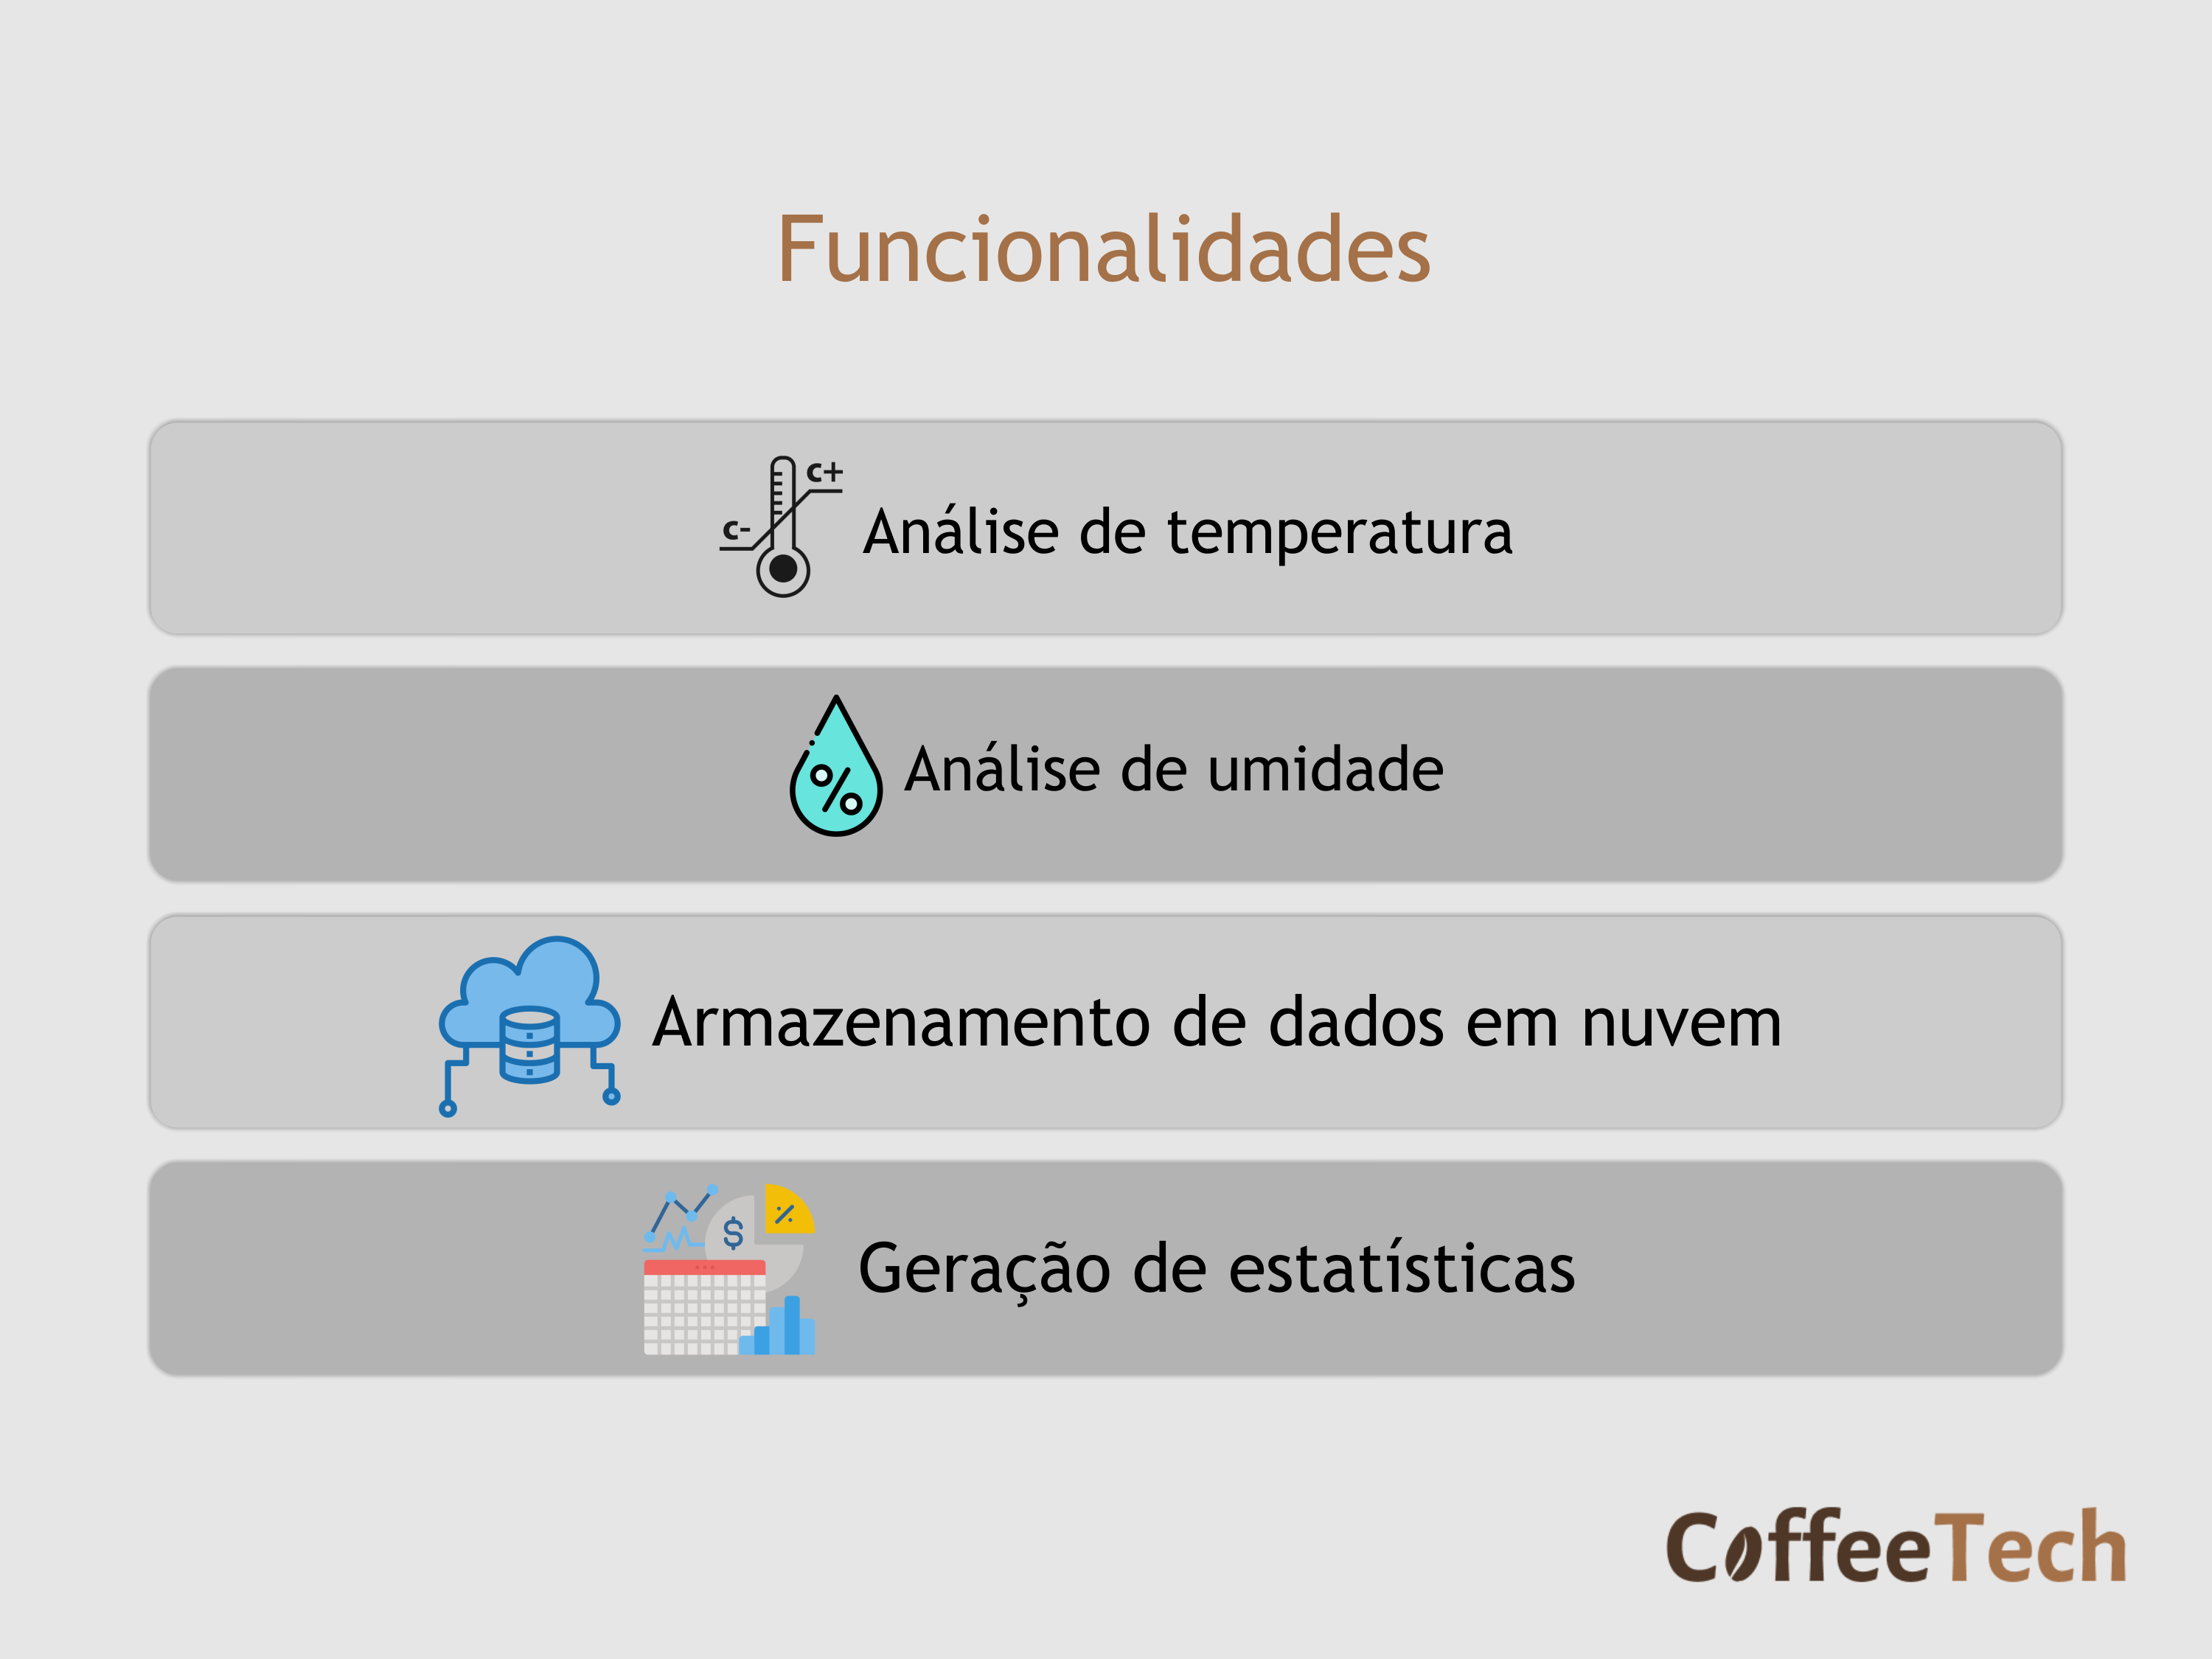 Funcionalidades
c+
c-
Análise de temperatura
%
Análise de umidade
Armazenamento de dados em nuvem
$
%
Geração de estatísticas
CoffeeTech